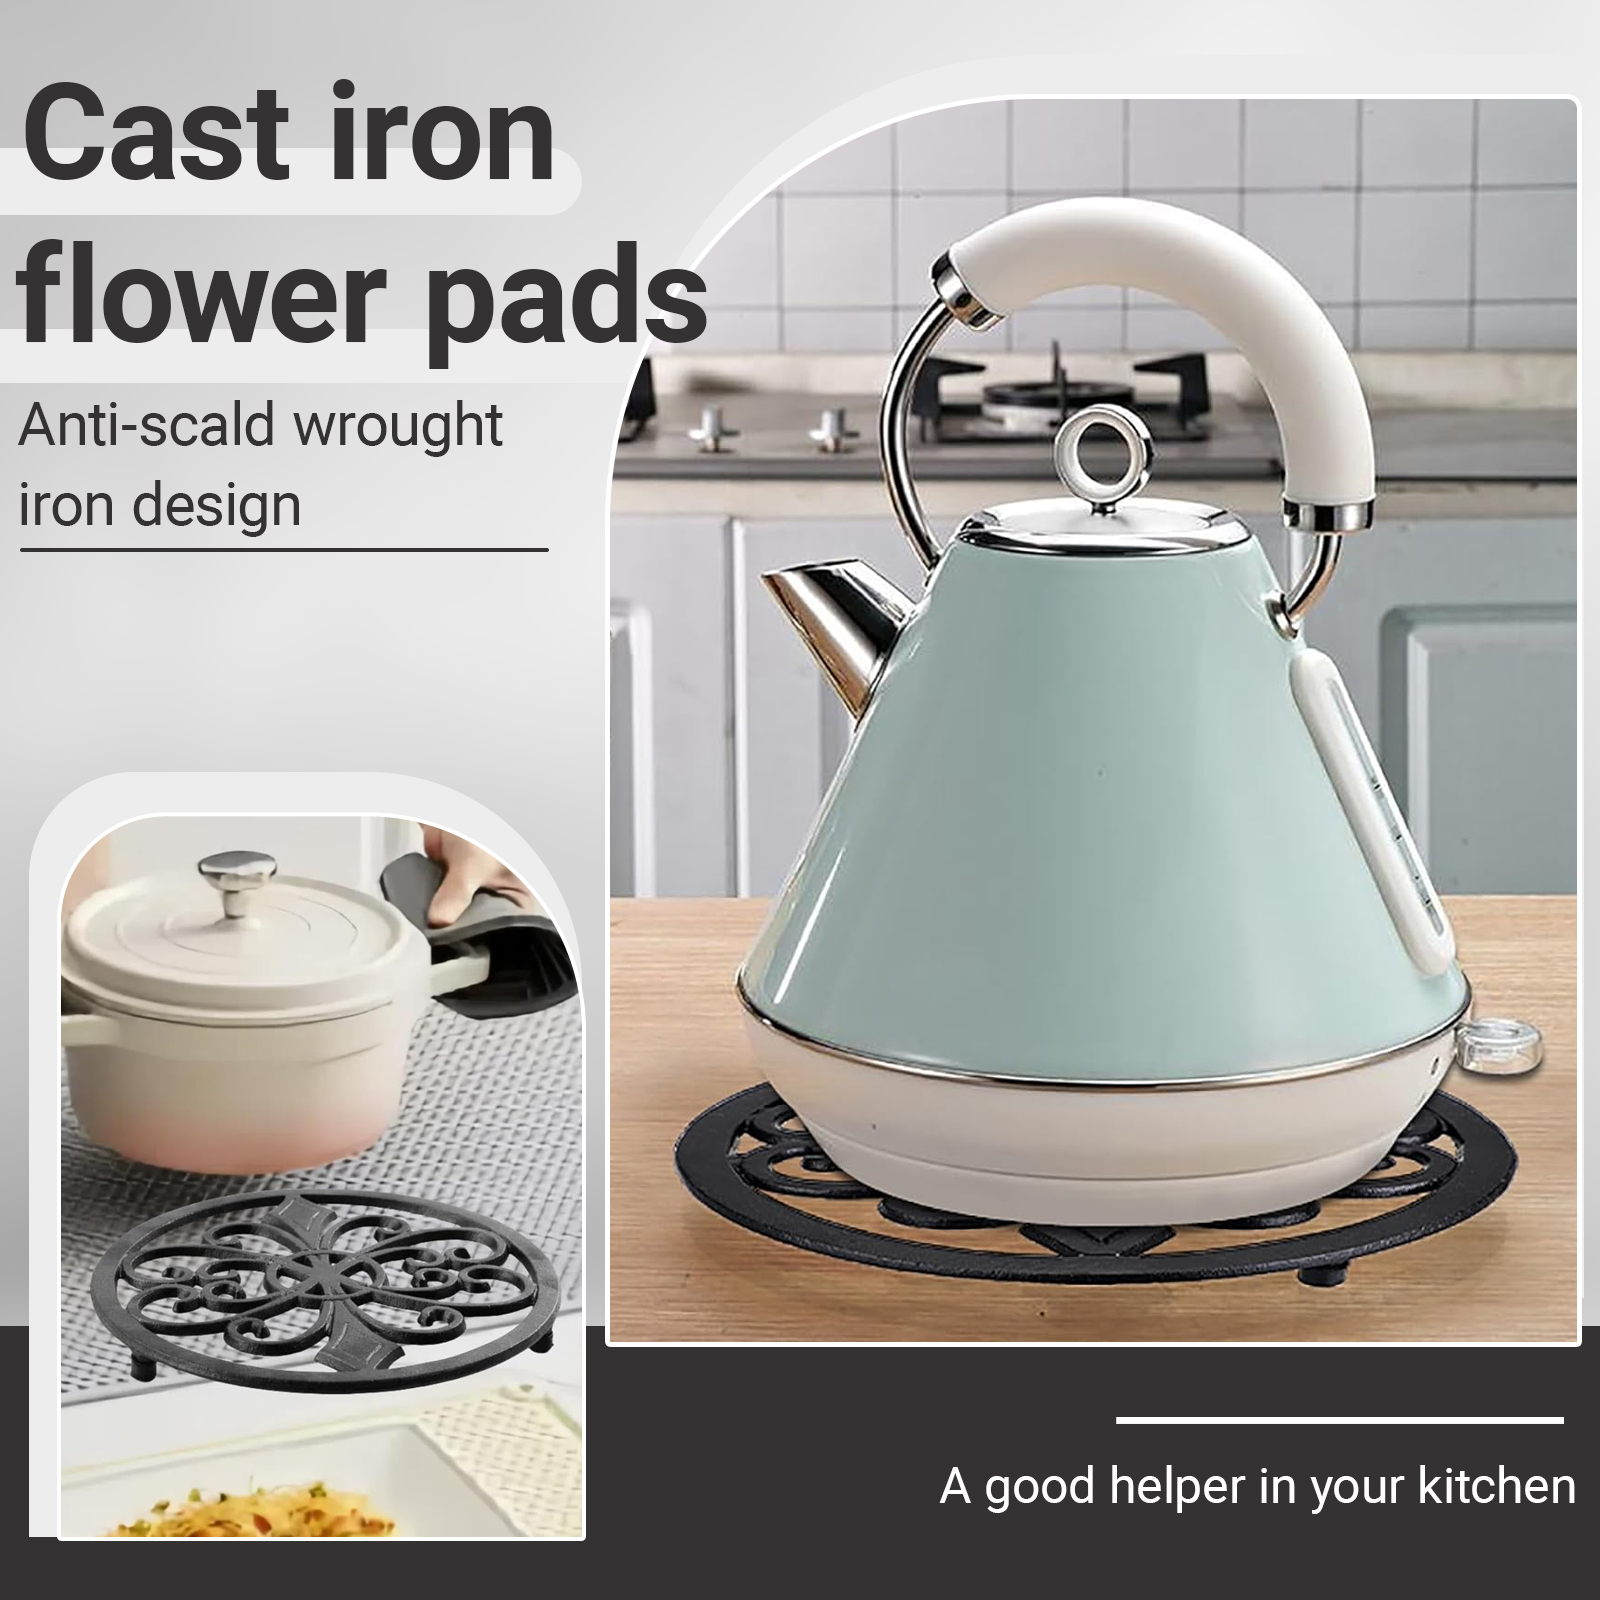 Cast iron
flower pads
Anti-scald wrought
iron design
A good helper in your kitchen